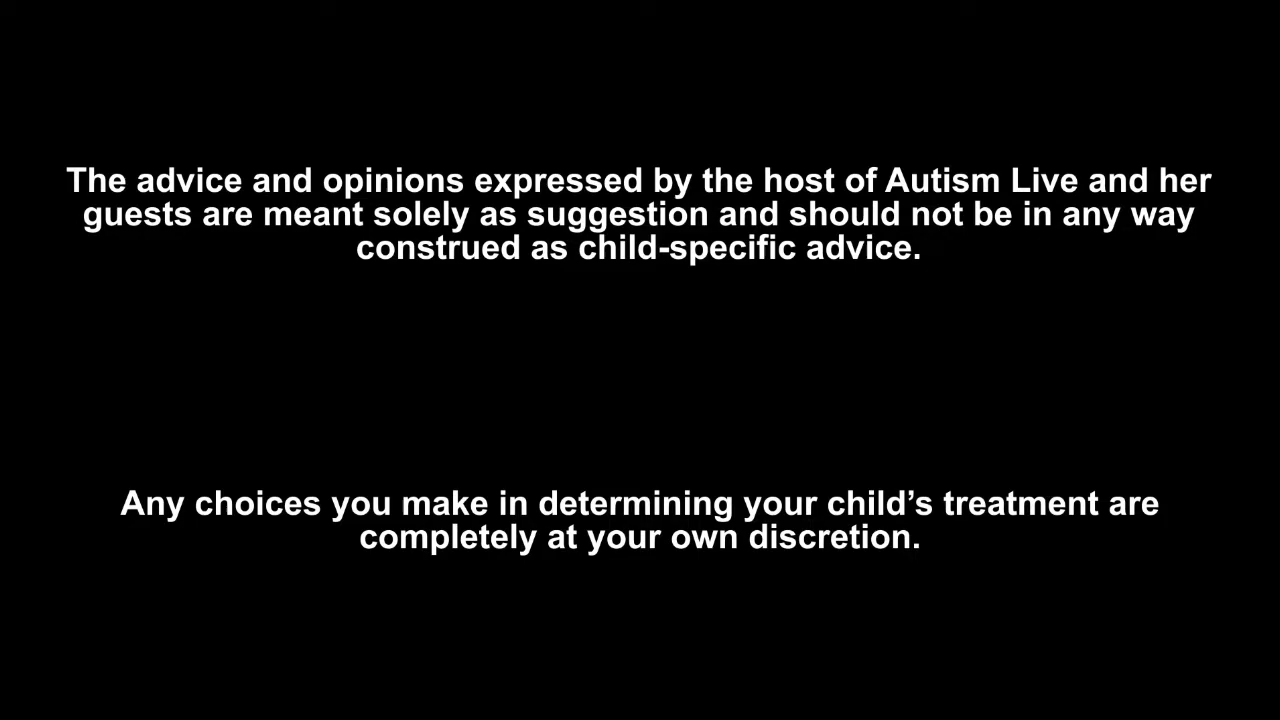 The advice and opinions expressed by the host of Autism Live and her
guests are meant solely as suggestion and should not be in any way
construed as child-specific advice.
Any choices you make in determining your child’s treatment are
completely at your own discretion.